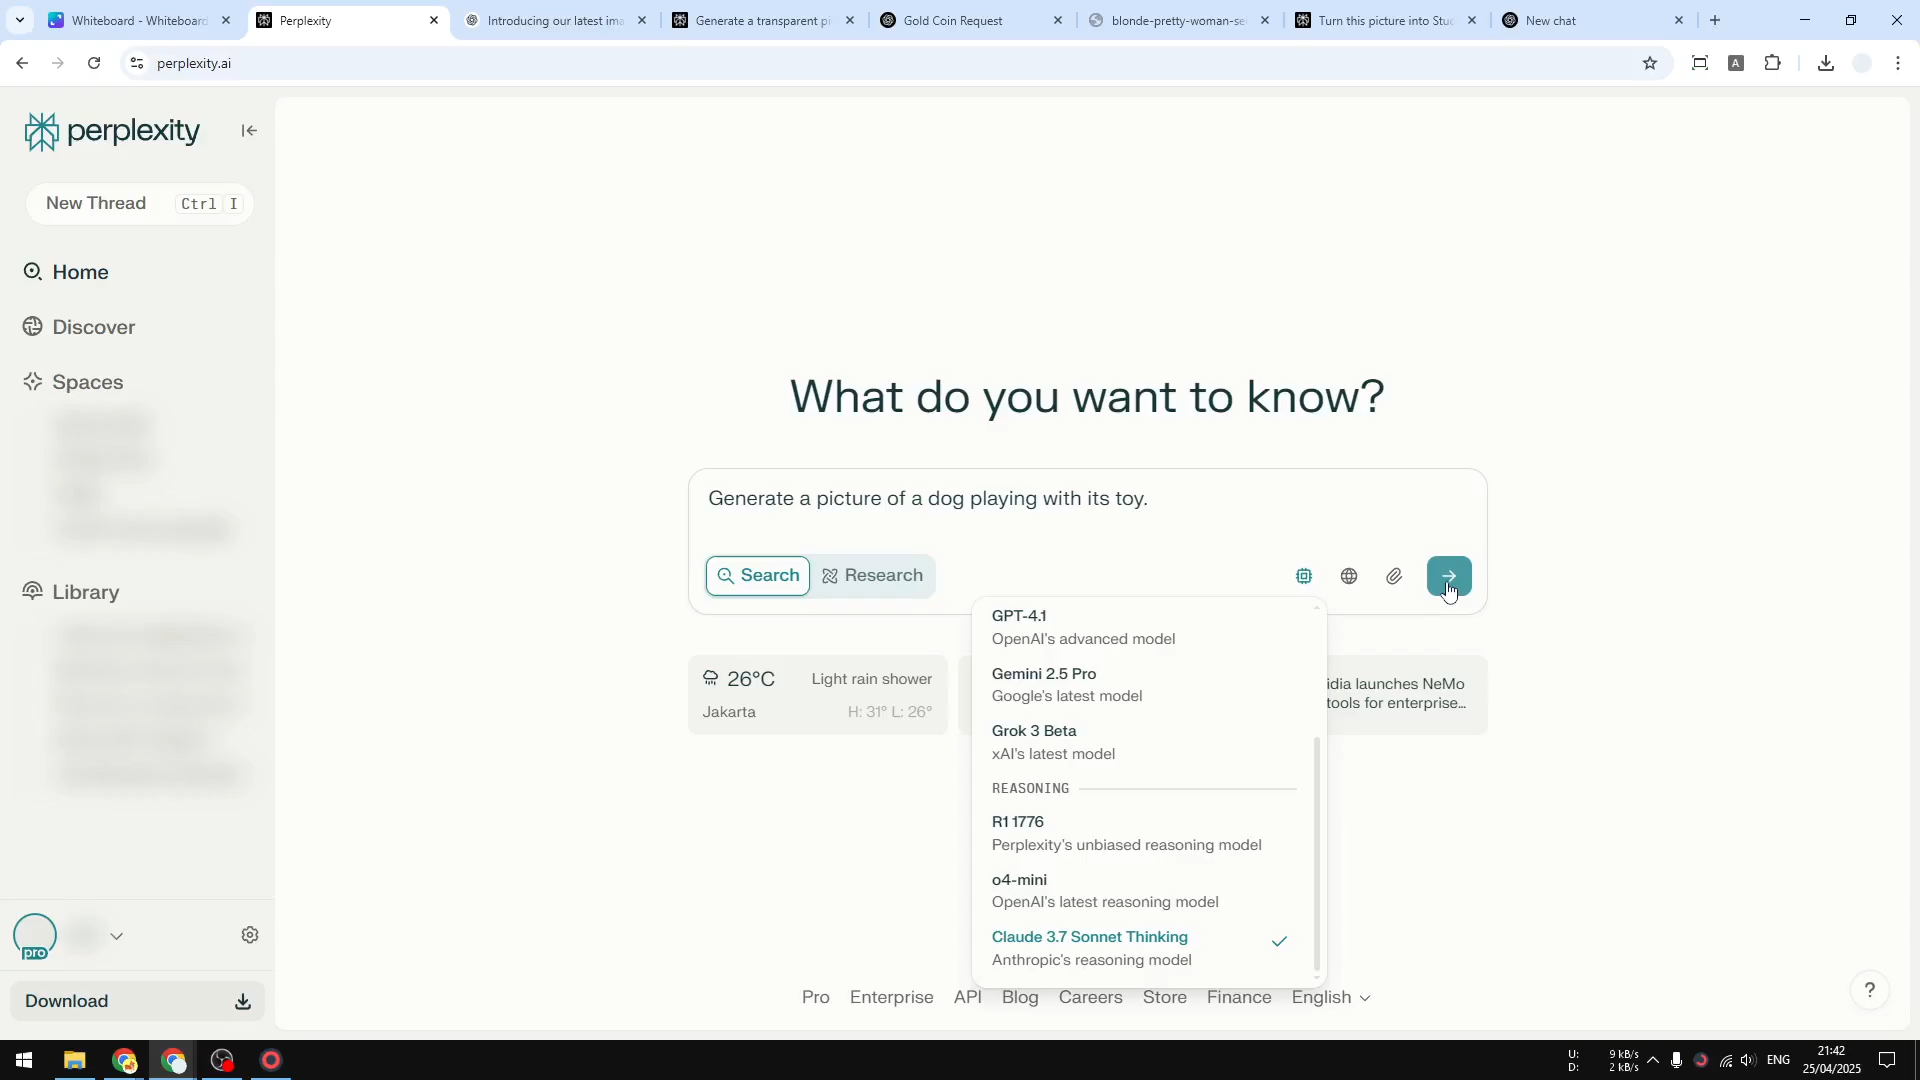 Whiteboard - Whiteboard
Perplexity
Introducing our latest ima
Generate a transparent pi
Gold Coin Request
blonde-pretty-woman-se
Turn this picture into Stu
New chat
perplexity.ai
A
perplexity
New Thread
Ctrl I
Home
Discover
Spaces
Library
pro
Download
What do you want to know?
Generate a picture of a dog playing with its toy.
Search
Research
26°C
Light rain shower
Jakarta
H: 31° L: 26°
idia launches NeMo
tools for enterprise...
GPT-4.1
OpenAI's advanced model
Gemini 2.5 Pro
Google's latest model
Grok 3 Beta
xAI's latest model
REASONING
R1 1776
Perplexity's unbiased reasoning model
o4-mini
OpenAI's latest reasoning model
Claude 3.7 Sonnet Thinking
Anthropic's reasoning model
Pro
Enterprise
API
Blog
Careers
Store
Finance
English
?
U: 9 kB/s
D: 2 kB/s
ENG
21:42
25/04/2025